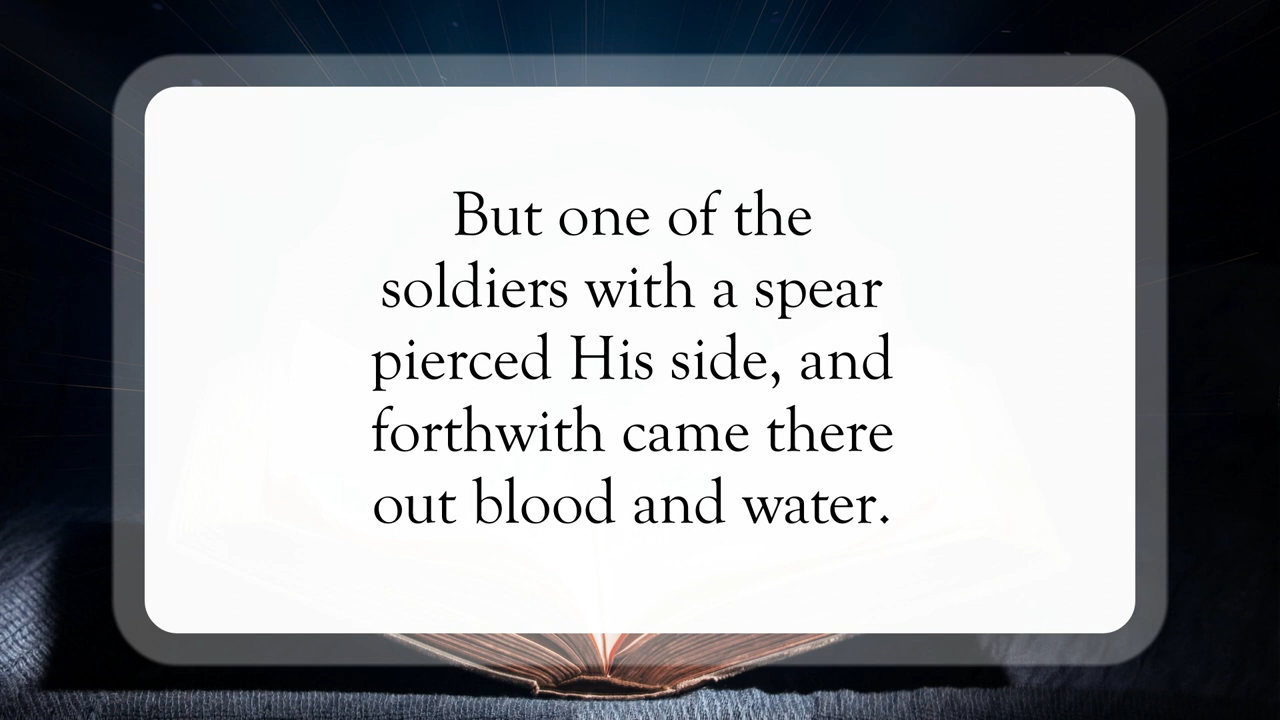 But one of the
soldiers with a spear
pierced His side, and
forthwith came there
out blood and water.